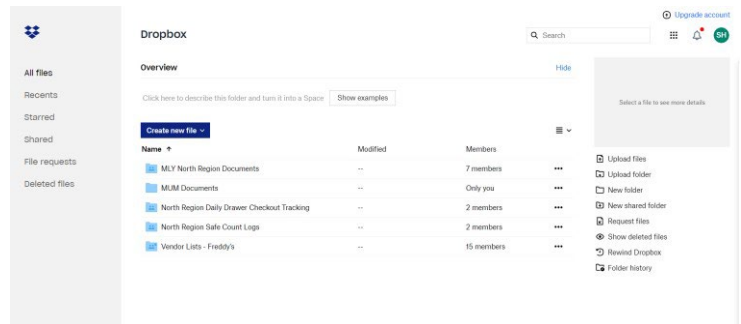 Upgrade account
Dropbox
Search
SH
Overview
Hide
All files
Recents
Starred
Shared
File requests
Deleted files
Click here to describe this folder and turn it into a Space
Show examples
Select a file to see more details
Create new file
Name ↑ Modified Members
MLY North Region Documents -- 7 members •••
MUM Documents -- Only you •••
North Region Daily Drawer Checkout Tracking -- 2 members •••
North Region Safe Count Logs -- 2 members •••
Vendor Lists - Freddy's -- 15 members •••
Upload files
Upload folder
New folder
New shared folder
Request files
Show deleted files
Rewind Dropbox
Folder history